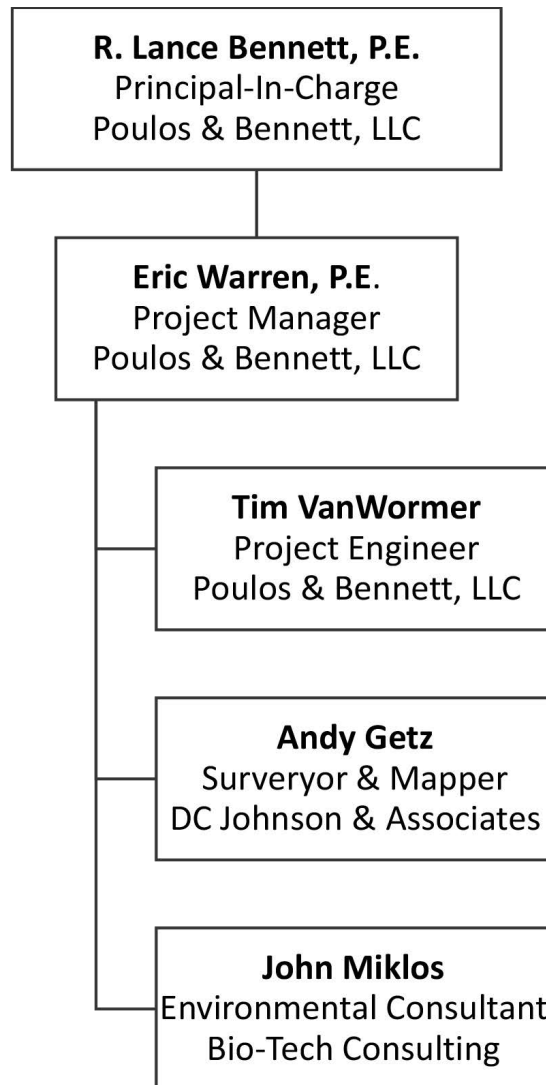 R. Lance Bennett, P.E.
Principal-In-Charge
Poulos & Bennett, LLC
Eric Warren, P.E.
Project Manager
Poulos & Bennett, LLC
Tim VanWormer
Project Engineer
Poulos & Bennett, LLC
Andy Getz
Surveryor & Mapper
DC Johnson & Associates
John Miklos
Environmental Consultant
Bio-Tech Consulting